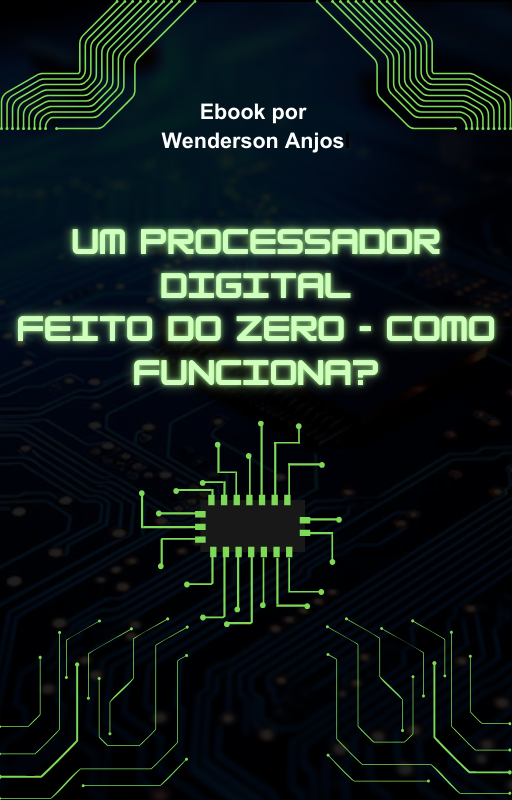 Ebook por
Wenderson Anjos
UM PROCESSADOR
DIGITAL
FEITO DO ZERO - COMO
FUNCIONA?